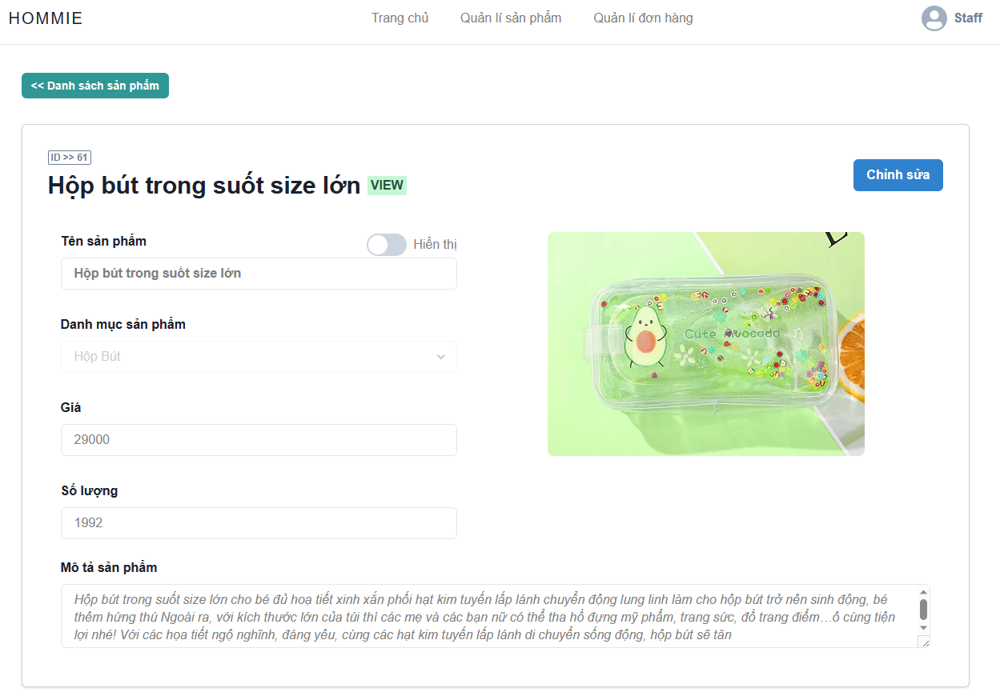 HOMMIE
Trang chủ
Quản lí sản phẩm
Quản lí đơn hàng
Staff
<< Danh sách sản phẩm
ID >> 61
Hộp bút trong suốt size lớn VIEW
Chỉnh sửa
Tên sản phẩm
Hiển thị
Hộp bút trong suốt size lớn
Danh mục sản phẩm
Hộp Bút
Giá
29000
Số lượng
1992
Cute Avocado
Mô tả sản phẩm
Hộp bút trong suốt size lớn cho bé đủ hoạ tiết xinh xắn phối hạt kim tuyến lấp lánh chuyển động lung linh làm cho hộp bút trở nên sinh động, bé
thêm hứng thú Ngoài ra, với kích thước lớn của túi thì các mẹ và các bạn nữ có thể tha hồ đựng mỹ phẩm, trang sức, đồ trang điểm…ô cùng tiện
lợi nhé! Với các họa tiết ngộ nghĩnh, đáng yêu, cùng các hạt kim tuyến lấp lánh di chuyển sống động, hộp bút sẽ tăn